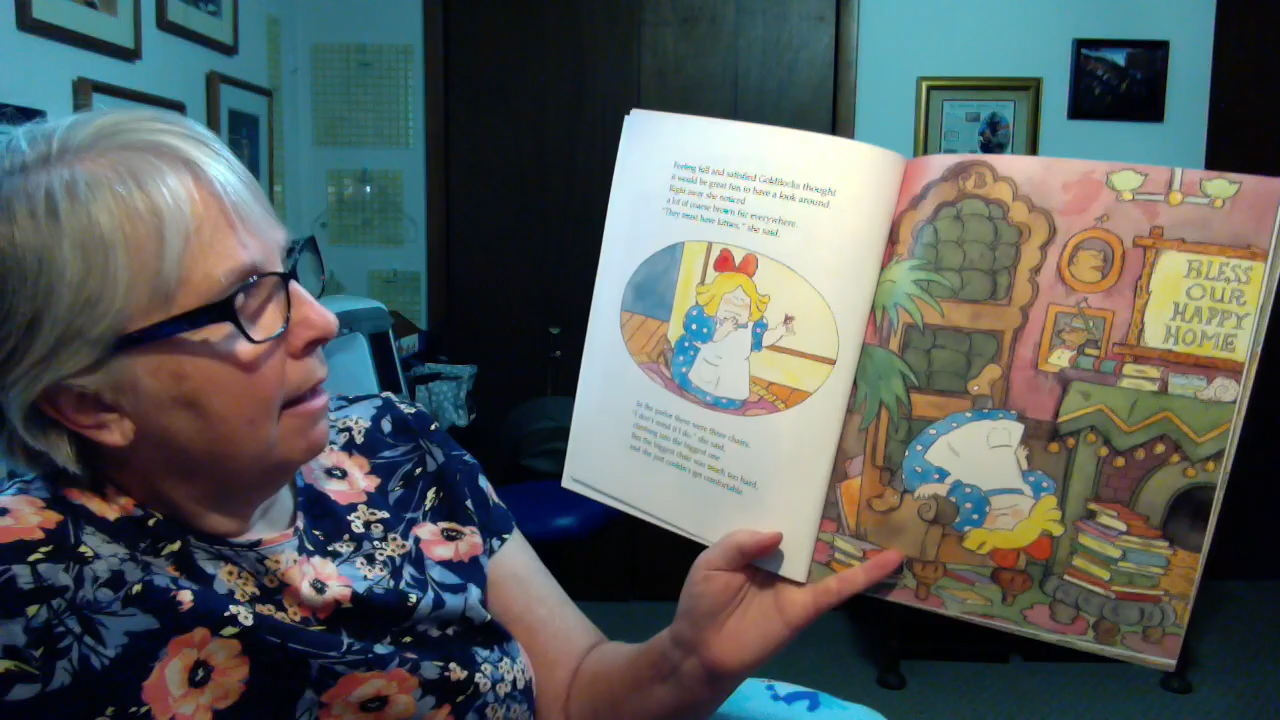 Feeling full and satisfied Goldilocks thought
it would be great fun to have a look around.
Right away she noticed
a lot of coarse brown fur everywhere.
"They must have kitties," she said.
In the parlor there were three chairs.
"I don't mind if I do," she said,
climbing into the biggest one.
But the biggest chair was much too hard,
and she just couldn't get comfortable.
BLESS
OUR
HAPPY
HOME